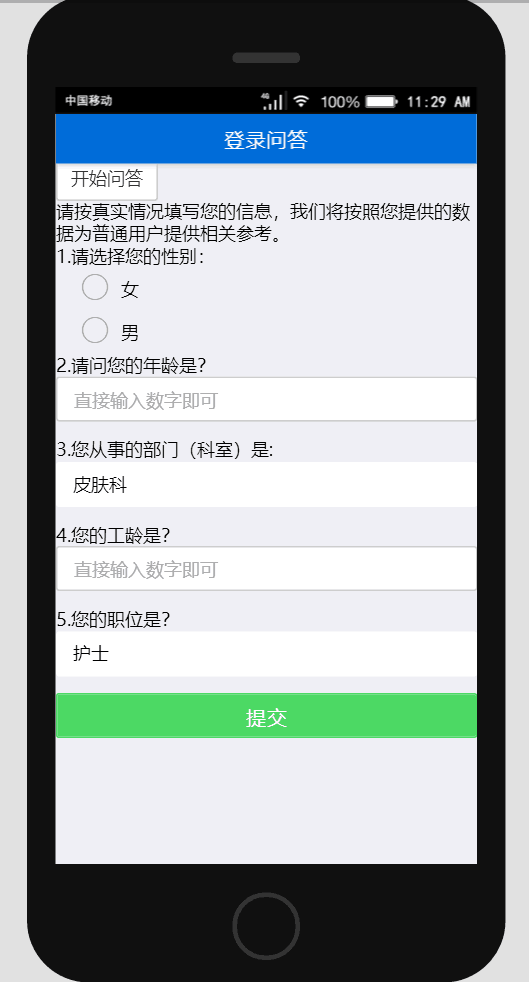 中国移动 4G 100% 11:29 AM
登录问答
开始问答
请按真实情况填写您的信息，我们将按照您提供的数
据为普通用户提供相关参考。
1.请选择您的性别：
女
男
2.请问您的年龄是？
直接输入数字即可
3.您从事的部门（科室）是:
皮肤科
4.您的工龄是？
直接输入数字即可
5.您的职位是？
护士
提交